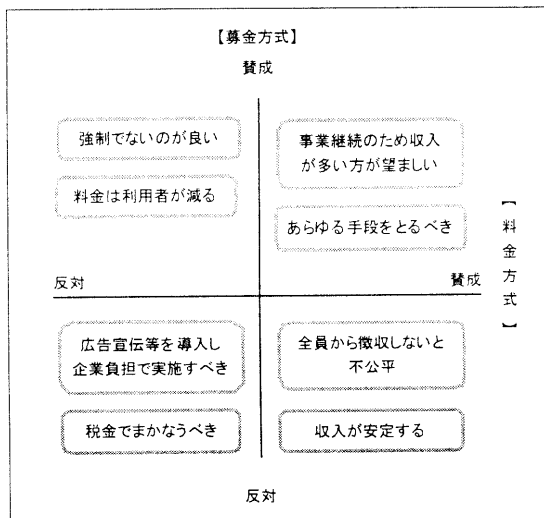 【募金方式】
賛成
強制でないのが良い
料金は利用者が減る
事業継続のため収入
が多い方が望ましい
あらゆる手段をとるべき
【料金方式】
反対
賛成
広告宣伝等を導入し
企業負担で実施すべき
税金でまかなうべき
全員から徴収しないと
不公平
収入が安定する
反対